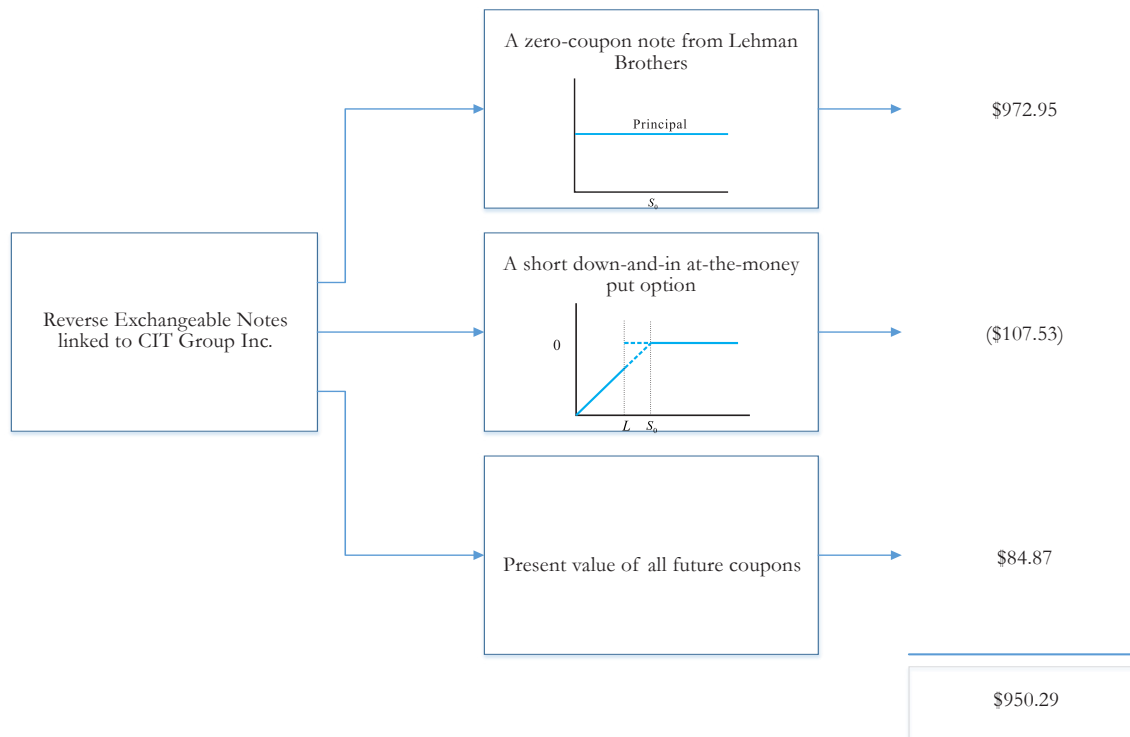 A zero-coupon note from Lehman
Brothers
Principal
S₀
$972.95
Reverse Exchangeable Notes
linked to CIT Group Inc.
A short down-and-in at-the-money
put option
0
L S₀
($107.53)
Present value of all future coupons
$84.87
$950.29